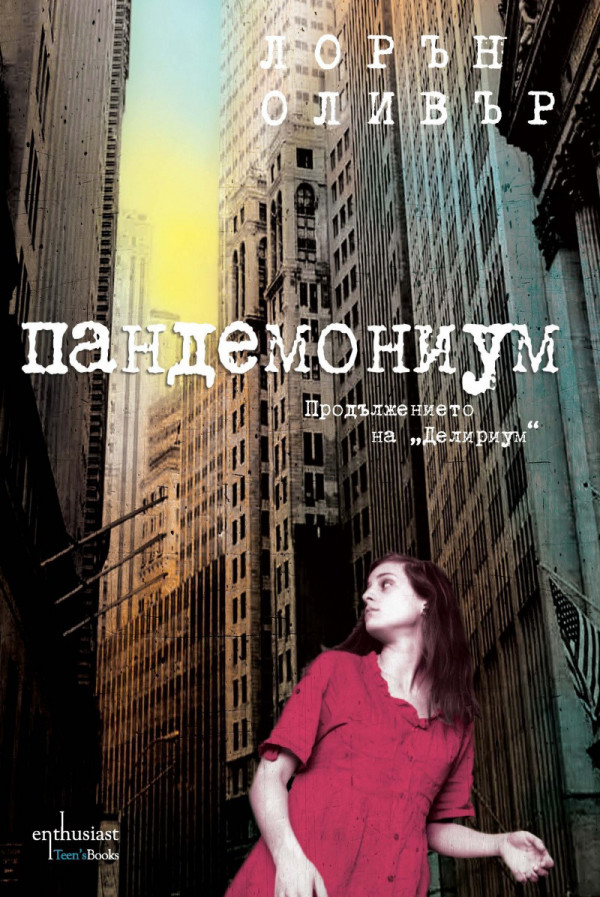 ЛОРЪН
ОЛИВЪР
пандемониум
Продължението
на „Делириум“
enthusiast
Teen'sBooks